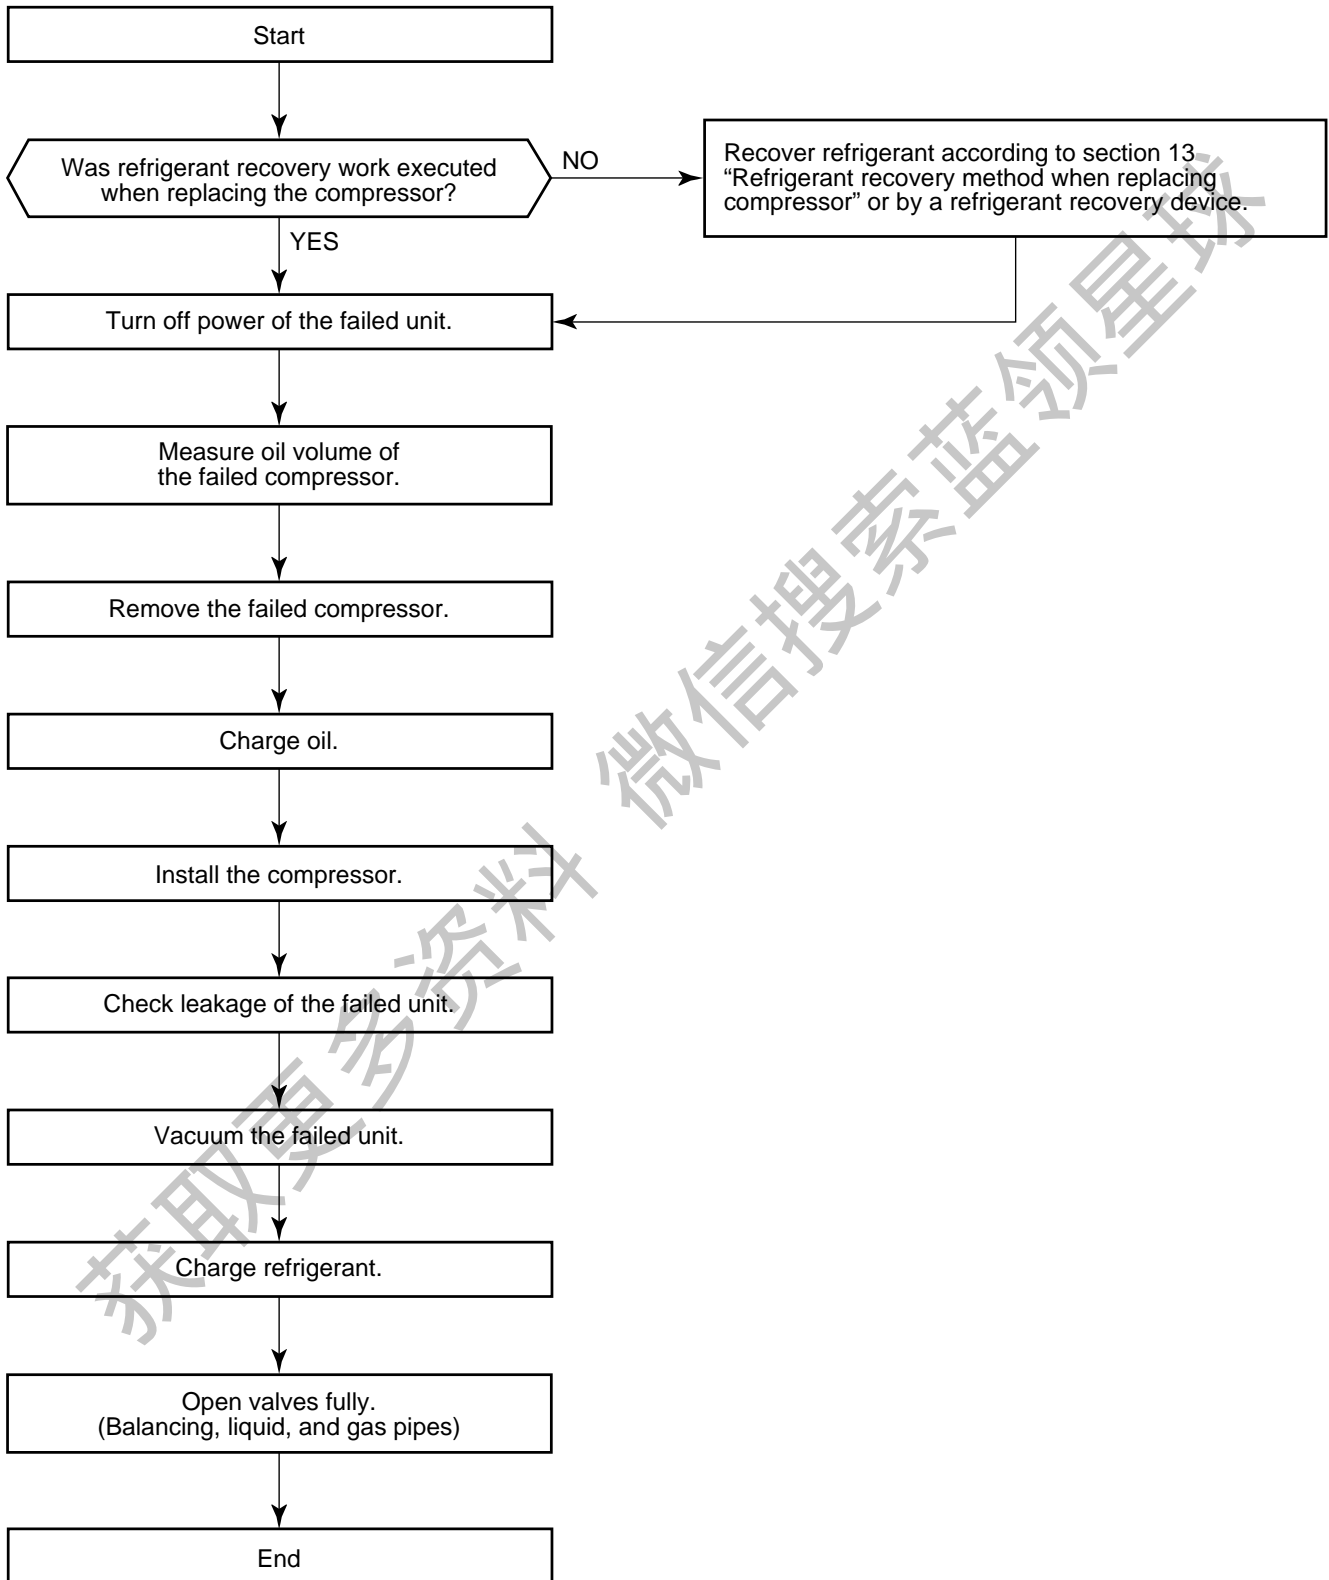 Start
Was refrigerant recovery work executed
when replacing the compressor?
NO
Recover refrigerant according to section 13
“Refrigerant recovery method when replacing
compressor” or by a refrigerant recovery device.
YES
Turn off power of the failed unit.
Measure oil volume of
the failed compressor.
Remove the failed compressor.
Charge oil.
Install the compressor.
Check leakage of the failed unit.
Vacuum the failed unit.
Charge refrigerant.
Open valves fully.
(Balancing, liquid, and gas pipes)
End
获取更多资料 微信搜索蓝领星球